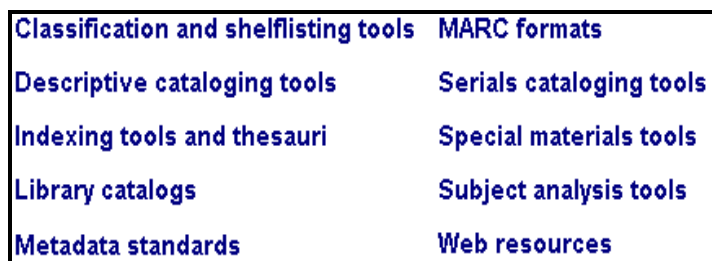 Classification and shelflisting tools
Descriptive cataloging tools
Indexing tools and thesauri
Library catalogs
Metadata standards
MARC formats
Serials cataloging tools
Special materials tools
Subject analysis tools
Web resources